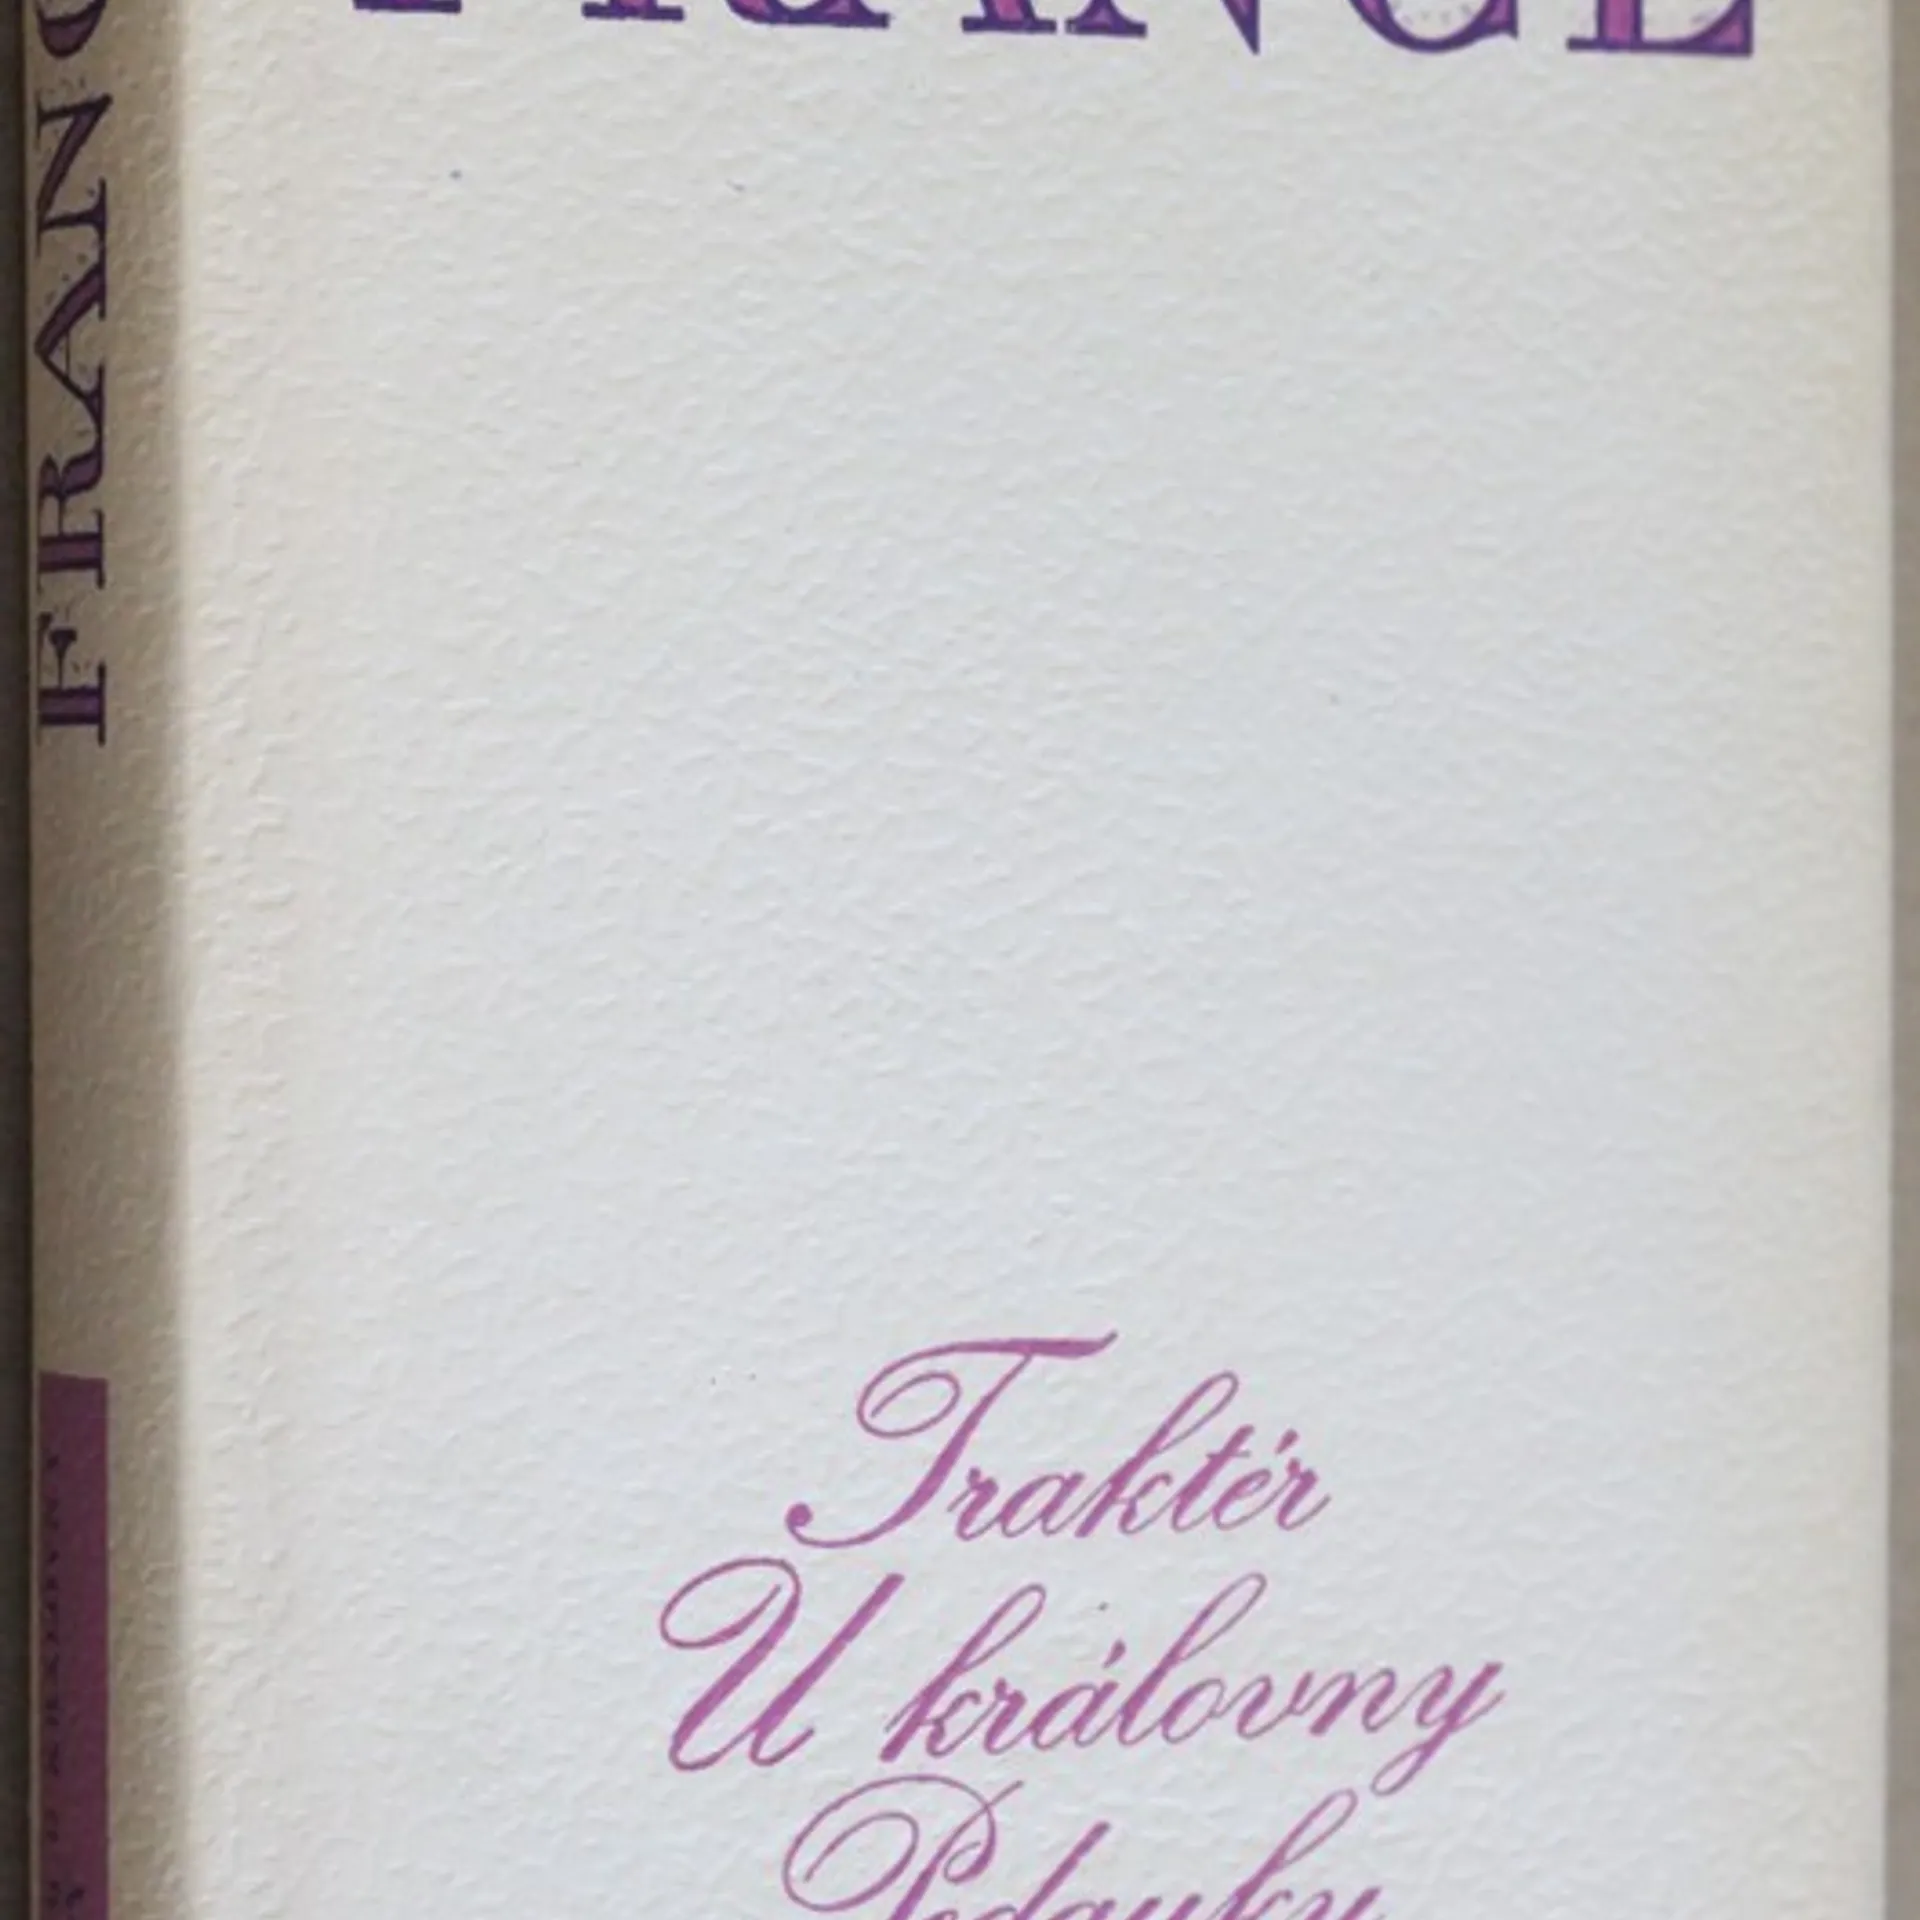 FRANCE
FRANC
Traktér
U královny
Pedauky